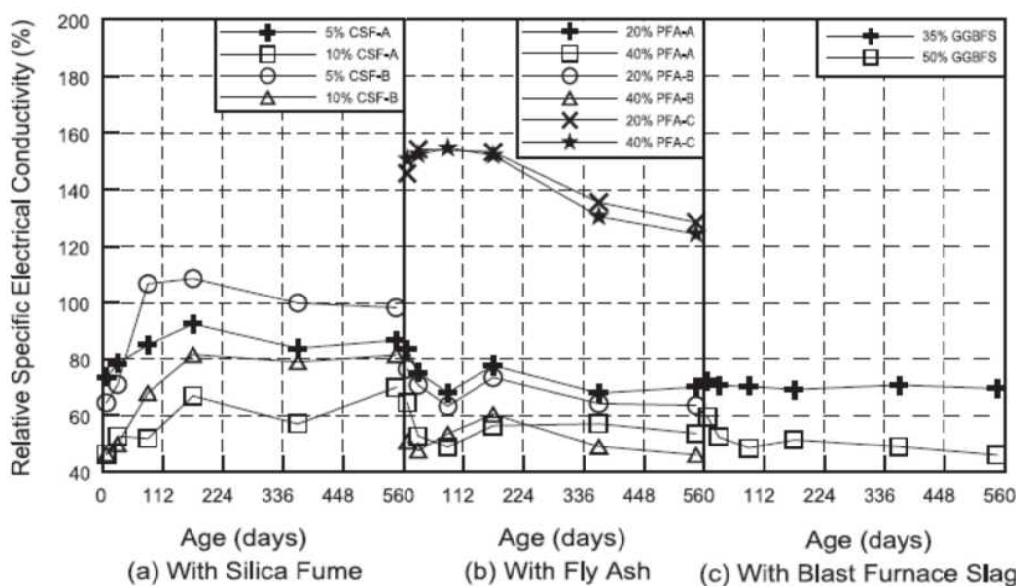 Relative Specific Electrical Conductivity (%)
200
180
160
140
120
100
80
60
40
5% CSF-A
10% CSF-A
5% CSF-B
10% CSF-B
20% PFA-A
40% PFA-A
20% PFA-B
40% PFA-B
20% PFA-C
40% PFA-C
35% GGBFS
50% GGBFS
0 112 224 336 448 560 112 224 336 448 560 112 224 336 448 560
Age (days) Age (days) Age (days)
(a) With Silica Fume (b) With Fly Ash (c) With Blast Furnace Slag